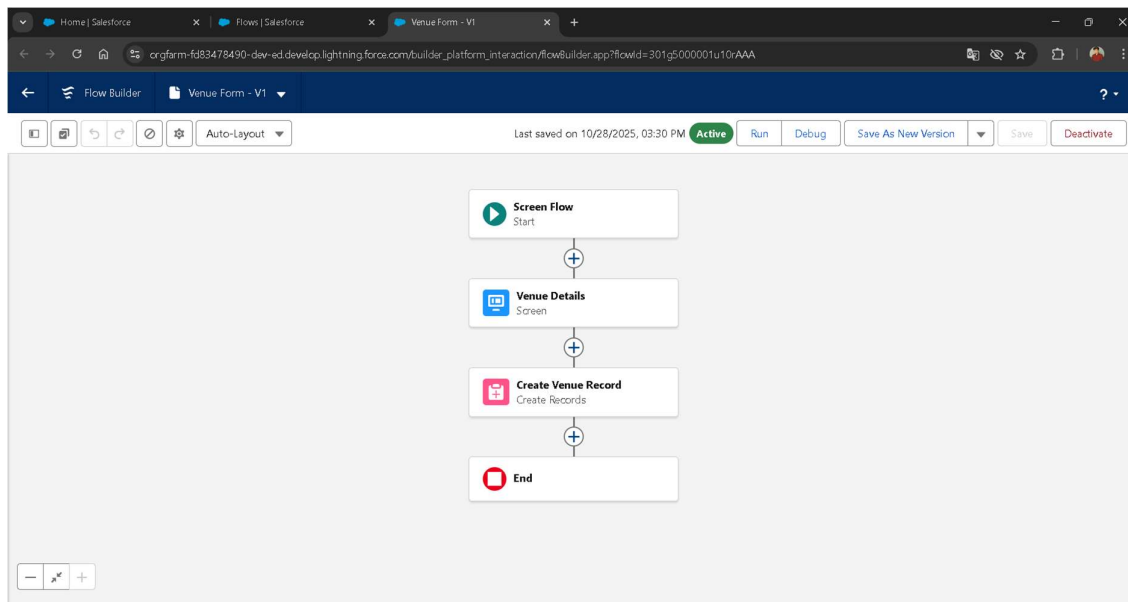 Home | Salesforce
Flows | Salesforce
Venue Form - V1
orgfarm-fd83478490-dev-ed.develop.lightning.force.com/builder_platform_interaction/flowBuilder.app?flowId=301g5000001u10rAAA
Flow Builder
Venue Form - V1
?
Auto-Layout
Last saved on 10/28/2025, 03:30 PM
Active
Run
Debug
Save As New Version
Save
Deactivate
Screen Flow
Start
Venue Details
Screen
Create Venue Record
Create Records
End